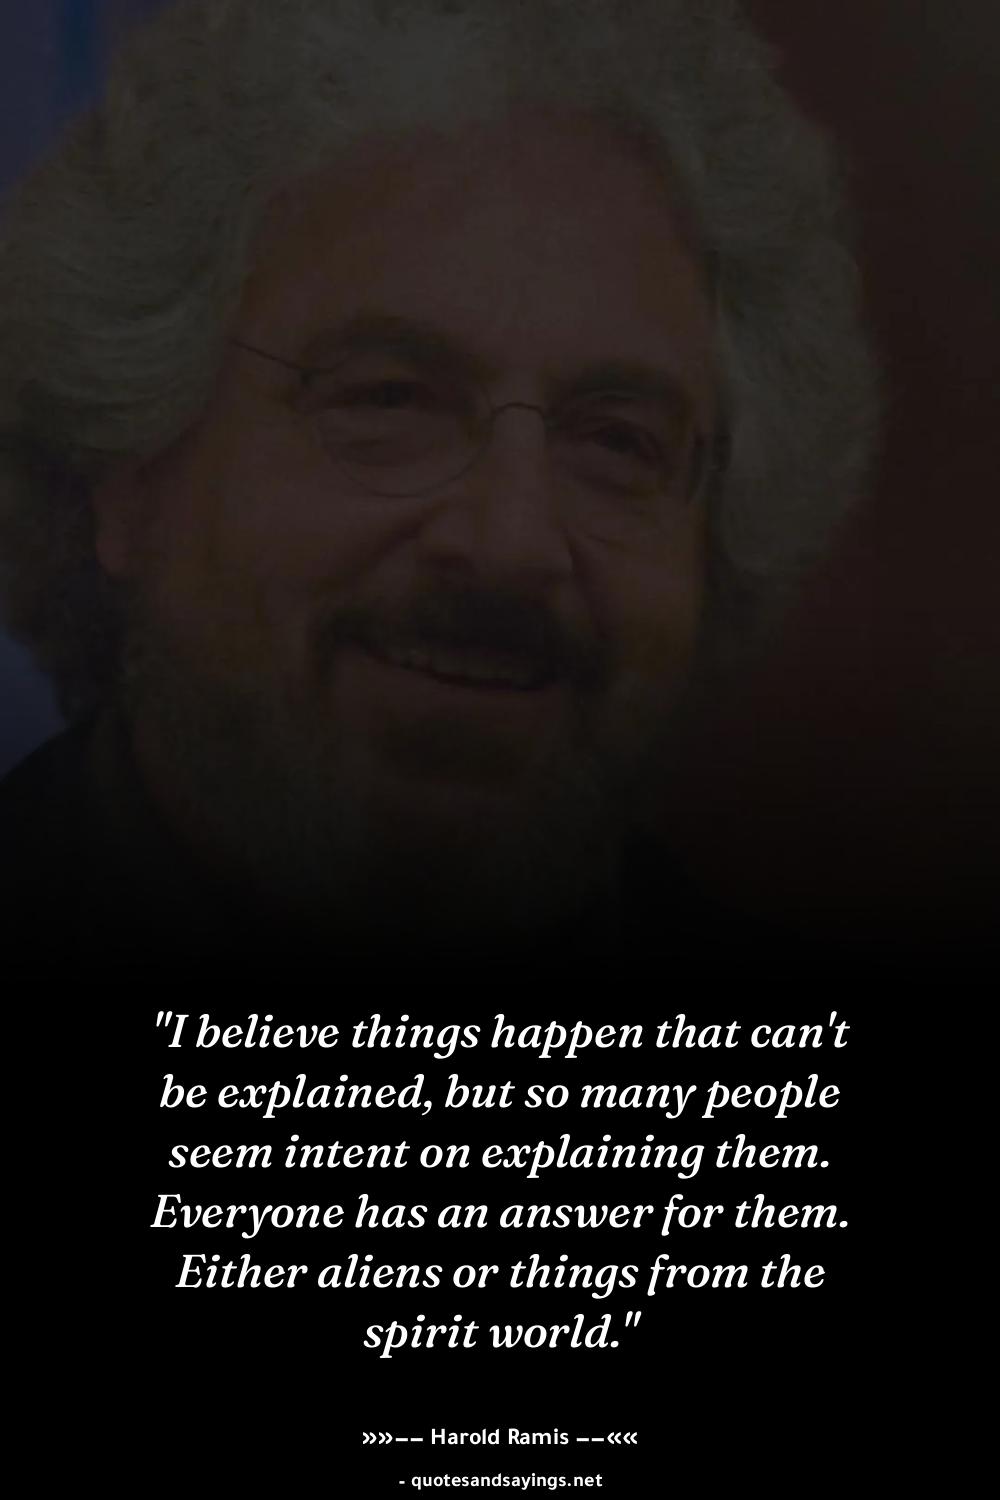 "I believe things happen that can't
be explained, but so many people
seem intent on explaining them.
Everyone has an answer for them.
Either aliens or things from the
spirit world."
»»–– Harold Ramis ––««
- quotesandsayings.net